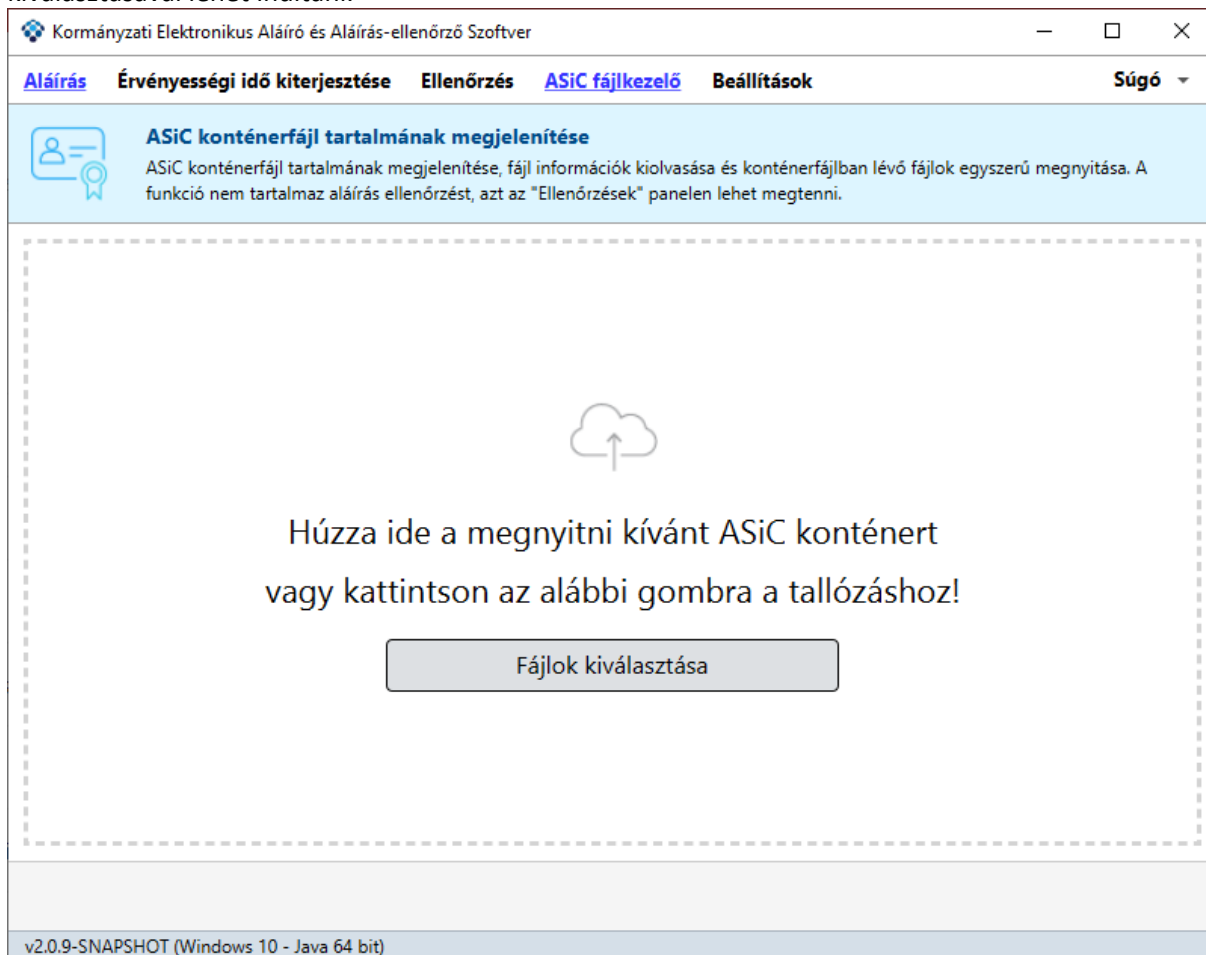 Kormányzati Elektronikus Aláíró és Aláírás-ellenőrző Szoftver
Aláírás Érvényességi idő kiterjesztése Ellenőrzés ASiC fájlkezelő Beállítások Súgó
ASiC konténerfájl tartalmának megjelenítése
ASiC konténerfájl tartalmának megjelenítése, fájl információk kiolvasása és konténerfájlban lévő fájlok egyszerű megnyitása. A
funkció nem tartalmaz aláírás ellenőrzést, azt az "Ellenőrzések" panelen lehet megtenni.
Húzza ide a megnyitni kívánt ASiC konténert
vagy kattintson az alábbi gombra a tallózáshoz!
Fájlok kiválasztása
v2.0.9-SNAPSHOT (Windows 10 - Java 64 bit)